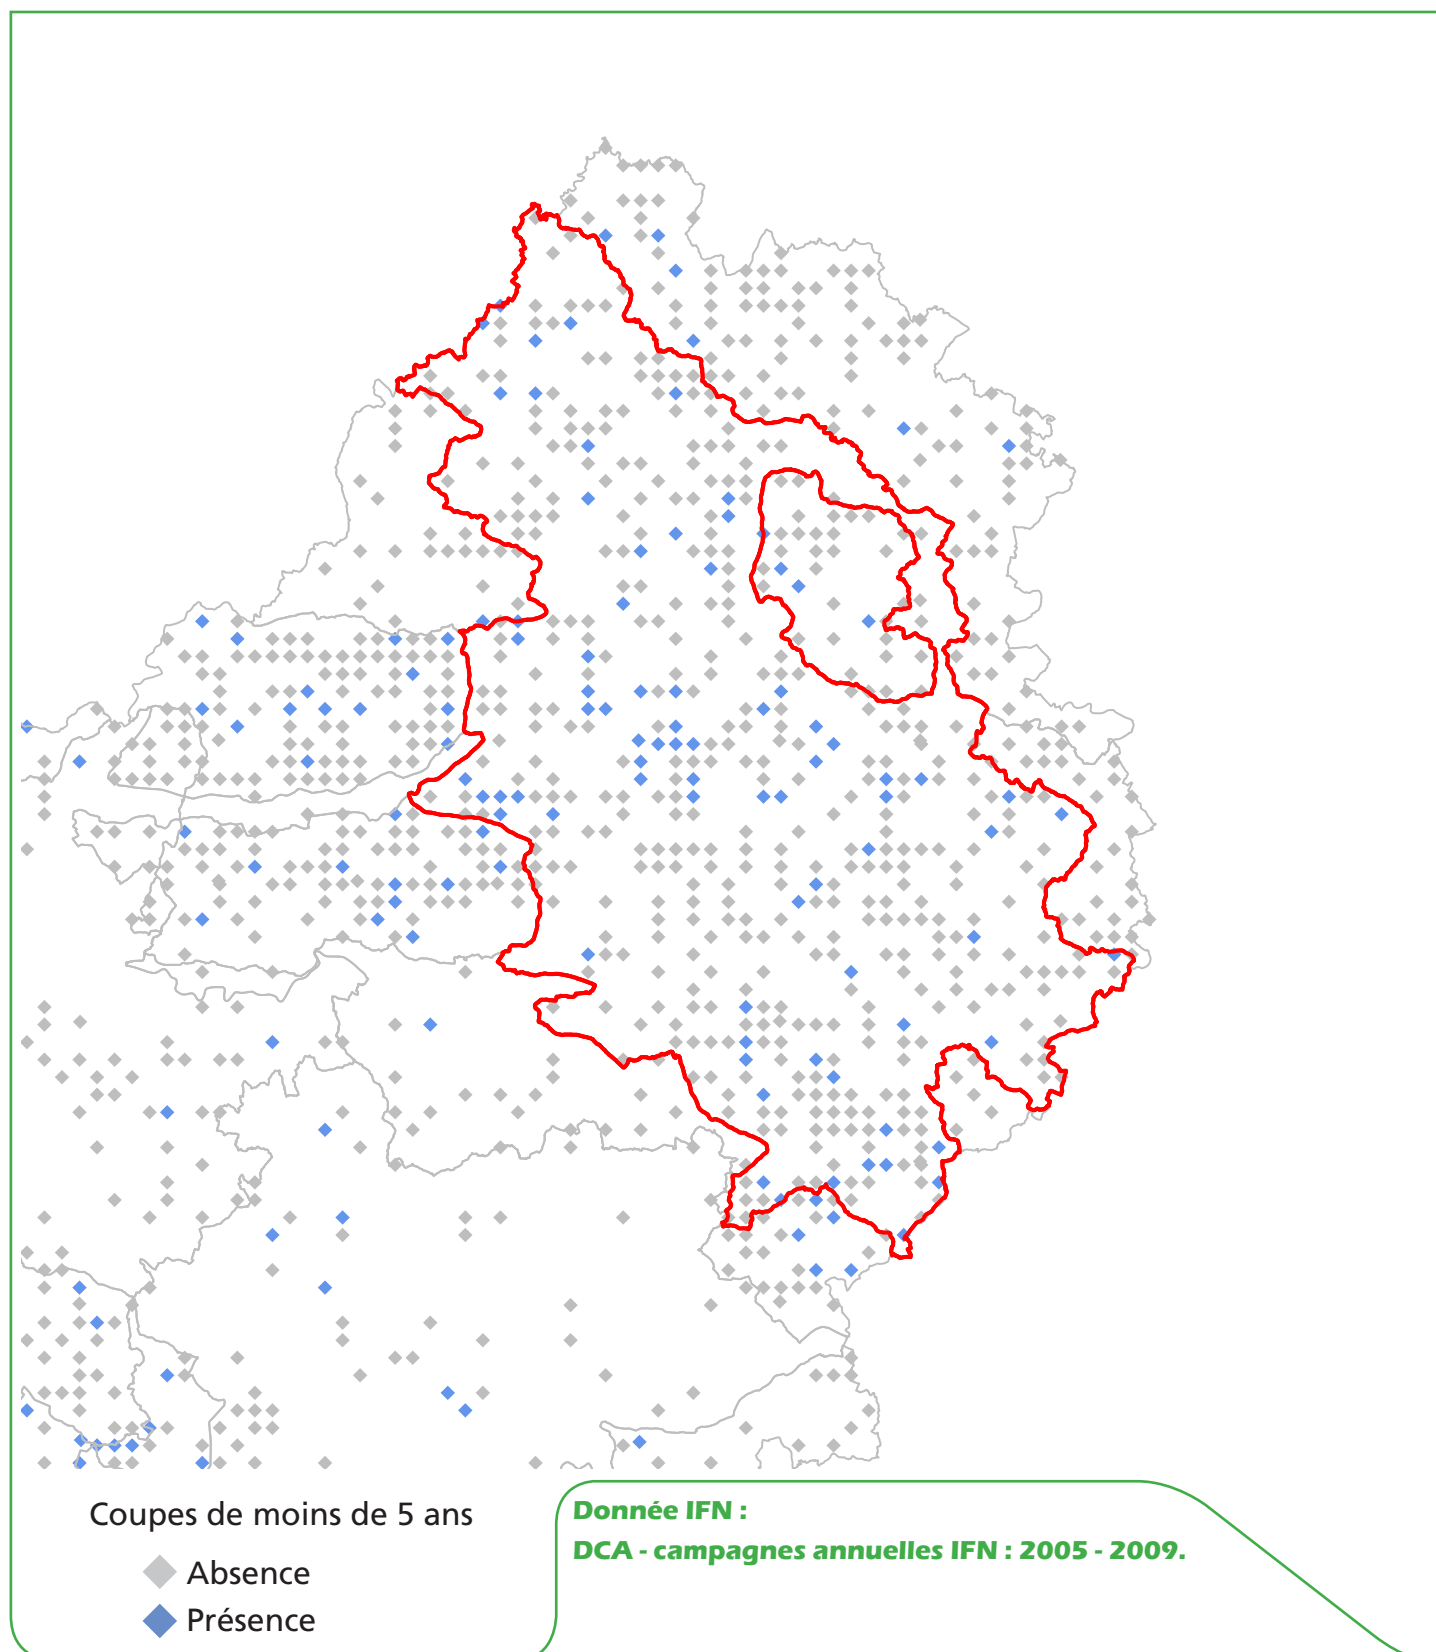 Coupes de moins de 5 ans
Absence
Présence
Donnée IFN :
DCA - campagnes annuelles IFN : 2005 - 2009.